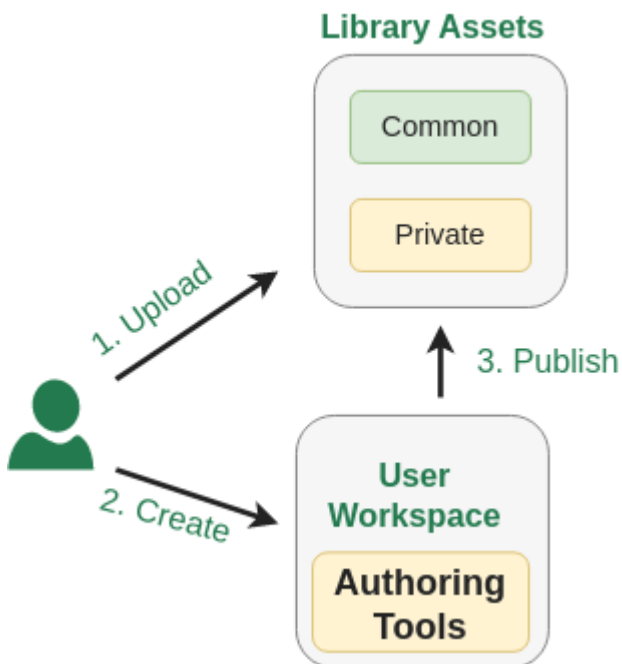 Library Assets
Common
Private
1. Upload
3. Publish
2. Create
User
Workspace
Authoring
Tools